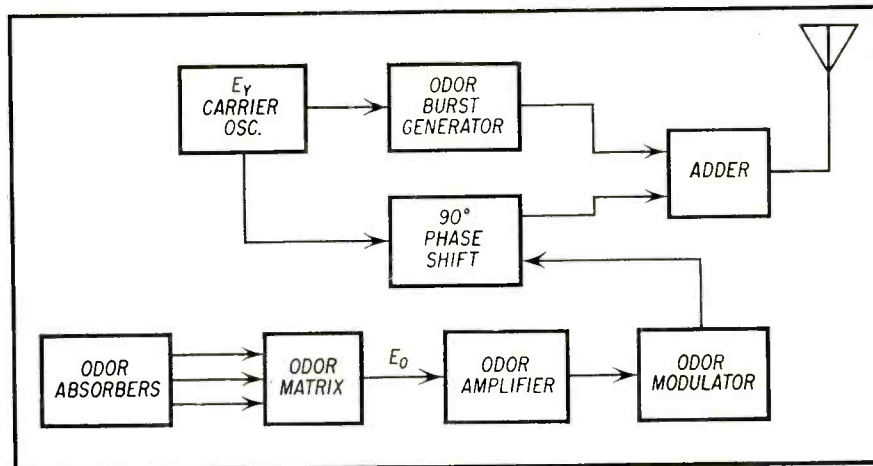 E_Y
CARRIER
OSC.
ODOR
BURST
GENERATOR
ADDER
90°
PHASE
SHIFT
ODOR
ABSORBERS
ODOR
MATRIX
E_O
ODOR
AMPLIFIER
ODOR
MODULATOR